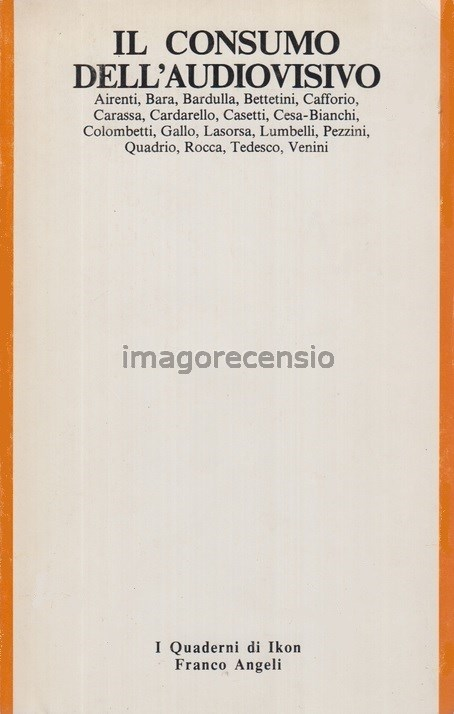 IL CONSUMO
DELL'AUDIOVISIVO
Airenti, Bara, Bardulla, Bettetini, Cafforio,
Carassa, Cardarello, Casetti, Cesa-Bianchi,
Colombetti, Gallo, Lasorsa, Lumbelli, Pezzini,
Quadrio, Rocca, Tedesco, Venini
imagorecensio
I Quaderni di Ikon
Franco Angeli